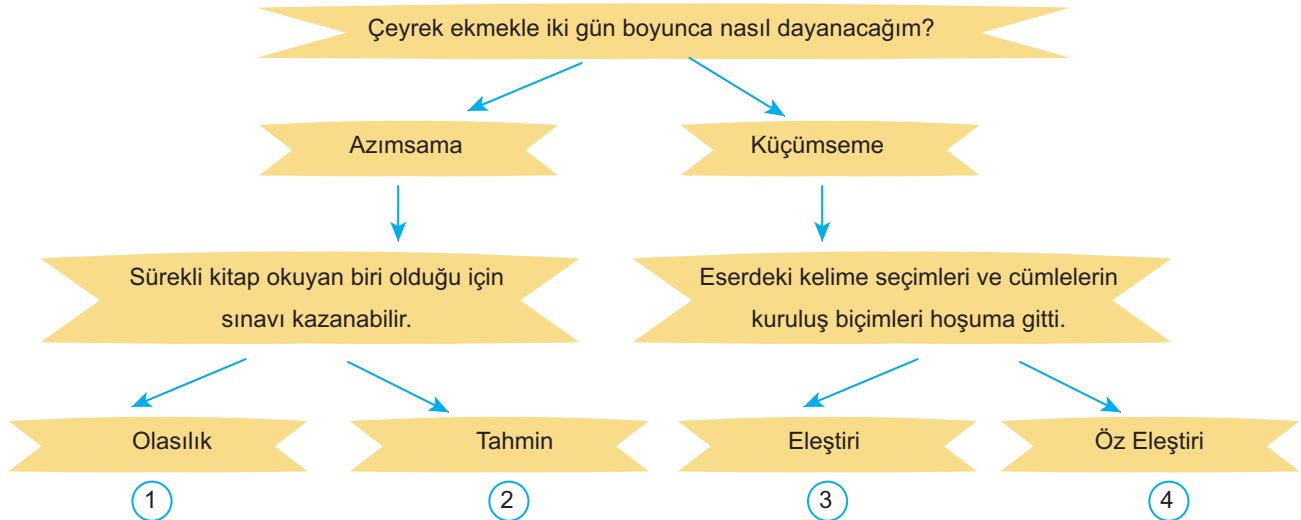 Çeyrek ekmekle iki gün boyunca nasıl dayanacağım?
Azımsama
Küçümseme
Sürekli kitap okuyan biri olduğu için
sınavı kazanabilir.
Eserdeki kelime seçimleri ve cümlelerin
kuruluş biçimleri hoşuma gitti.
Olasılık
Tahmin
Eleştiri
Öz Eleştiri
1
2
3
4